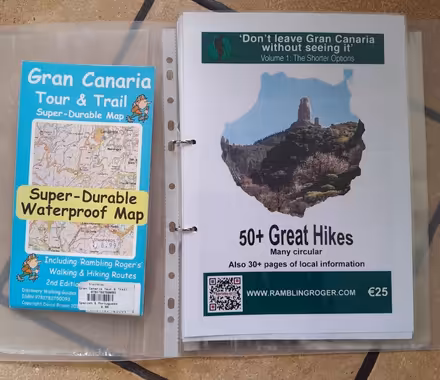 Gran Canaria
Tour & Trail
Super-Durable Map
Super-Durable
Waterproof Map
Including Rambling Roger's
Walking & Hiking Routes
2nd Edition
'Don't leave Gran Canaria
without seeing it'
Volume 1: The Shorter Options
50+ Great Hikes
Many circular
Also 30+ pages of local information
WWW.RAMBLINGROGER.COM
€25